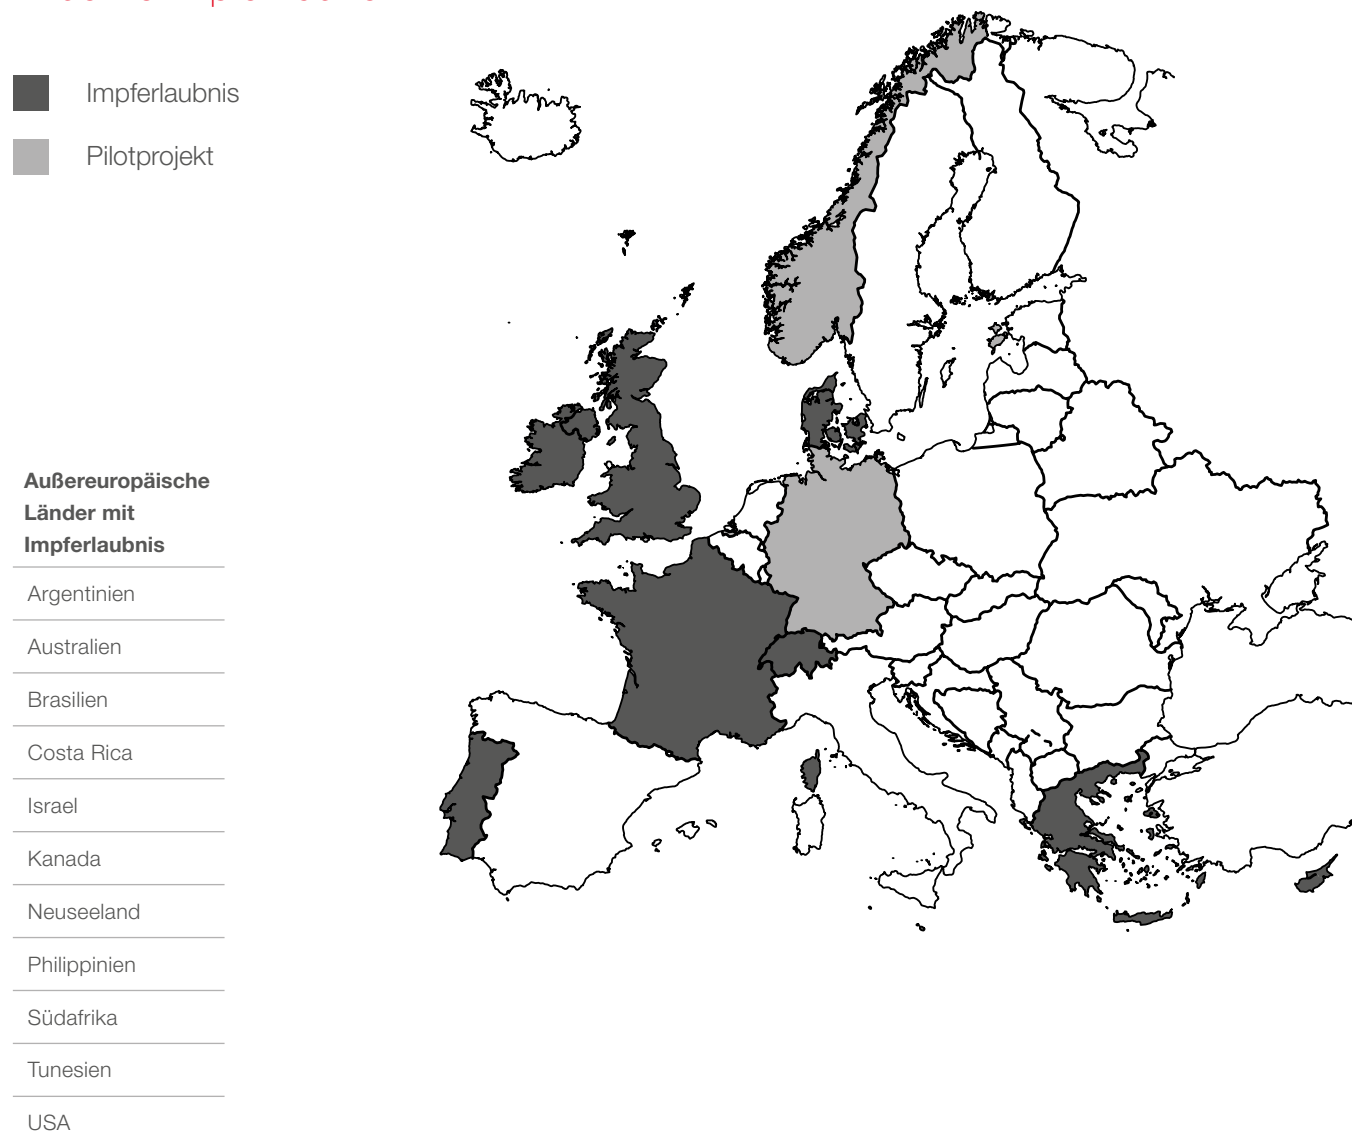 Impferlaubnis
Pilotprojekt
Außereuropäische
Länder mit
Impferlaubnis
Argentinien
Australien
Brasilien
Costa Rica
Israel
Kanada
Neuseeland
Philippinien
Südafrika
Tunesien
USA